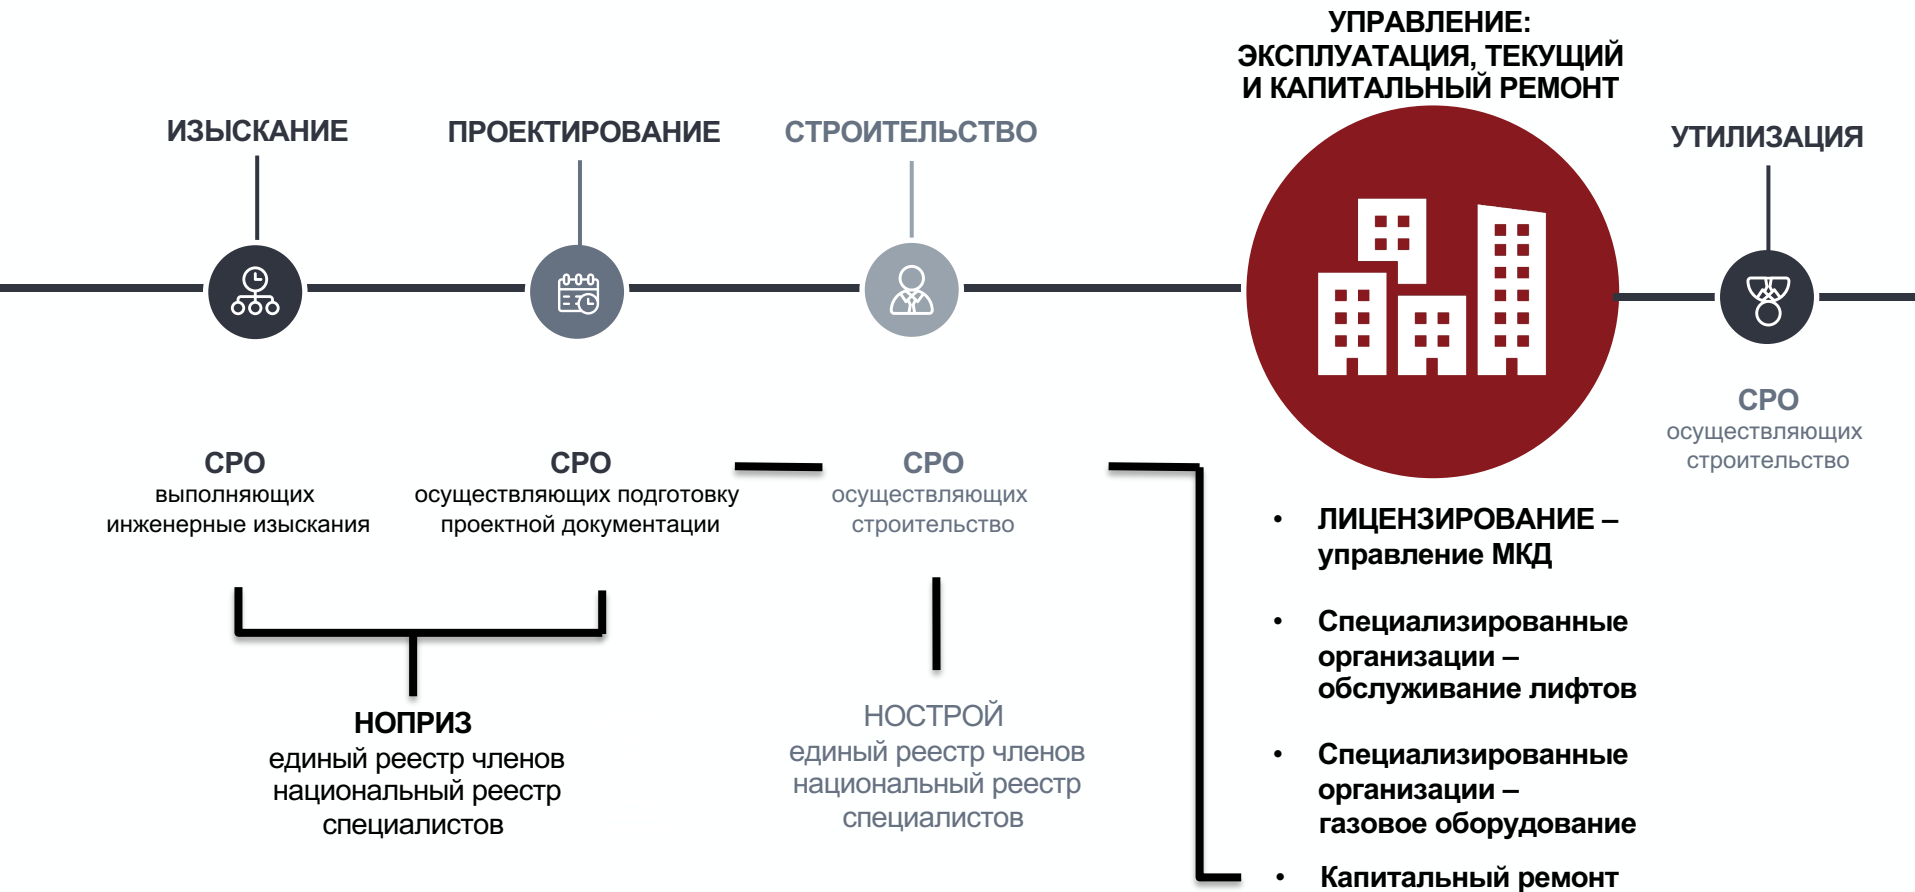 УПРАВЛЕНИЕ:
ЭКСПЛУАТАЦИЯ, ТЕКУЩИЙ
И КАПИТАЛЬНЫЙ РЕМОНТ
ИЗЫСКАНИЕ
ПРОЕКТИРОВАНИЕ
СТРОИТЕЛЬСТВО
УТИЛИЗАЦИЯ
СРО
выполняющих
инженерные изыскания
СРО
осуществляющих подготовку
проектной документации
СРО
осуществляющих
строительство
СРО
осуществляющих
строительство
НОПРИЗ
единый реестр членов
национальный реестр
специалистов
НОСТРОЙ
единый реестр членов
национальный реестр
специалистов
• ЛИЦЕНЗИРОВАНИЕ –
управление МКД
• Специализированные
организации –
обслуживание лифтов
• Специализированные
организации –
газовое оборудование
• Капитальный ремонт